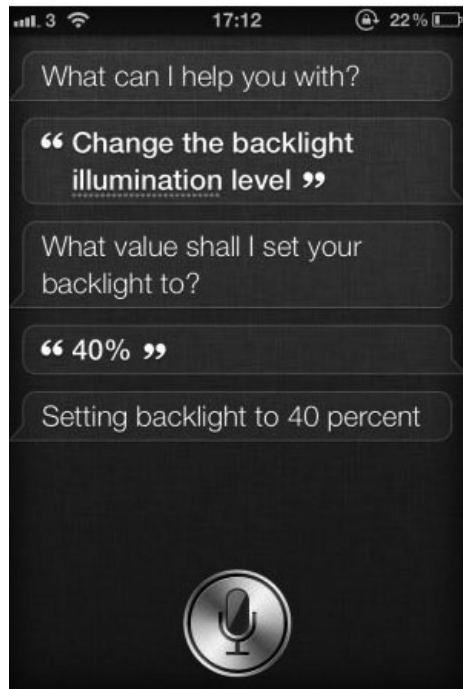 3 17:12 22%
What can I help you with?
“ Change the backlight
illumination level ”
What value shall I set your
backlight to?
“ 40% ”
Setting backlight to 40 percent